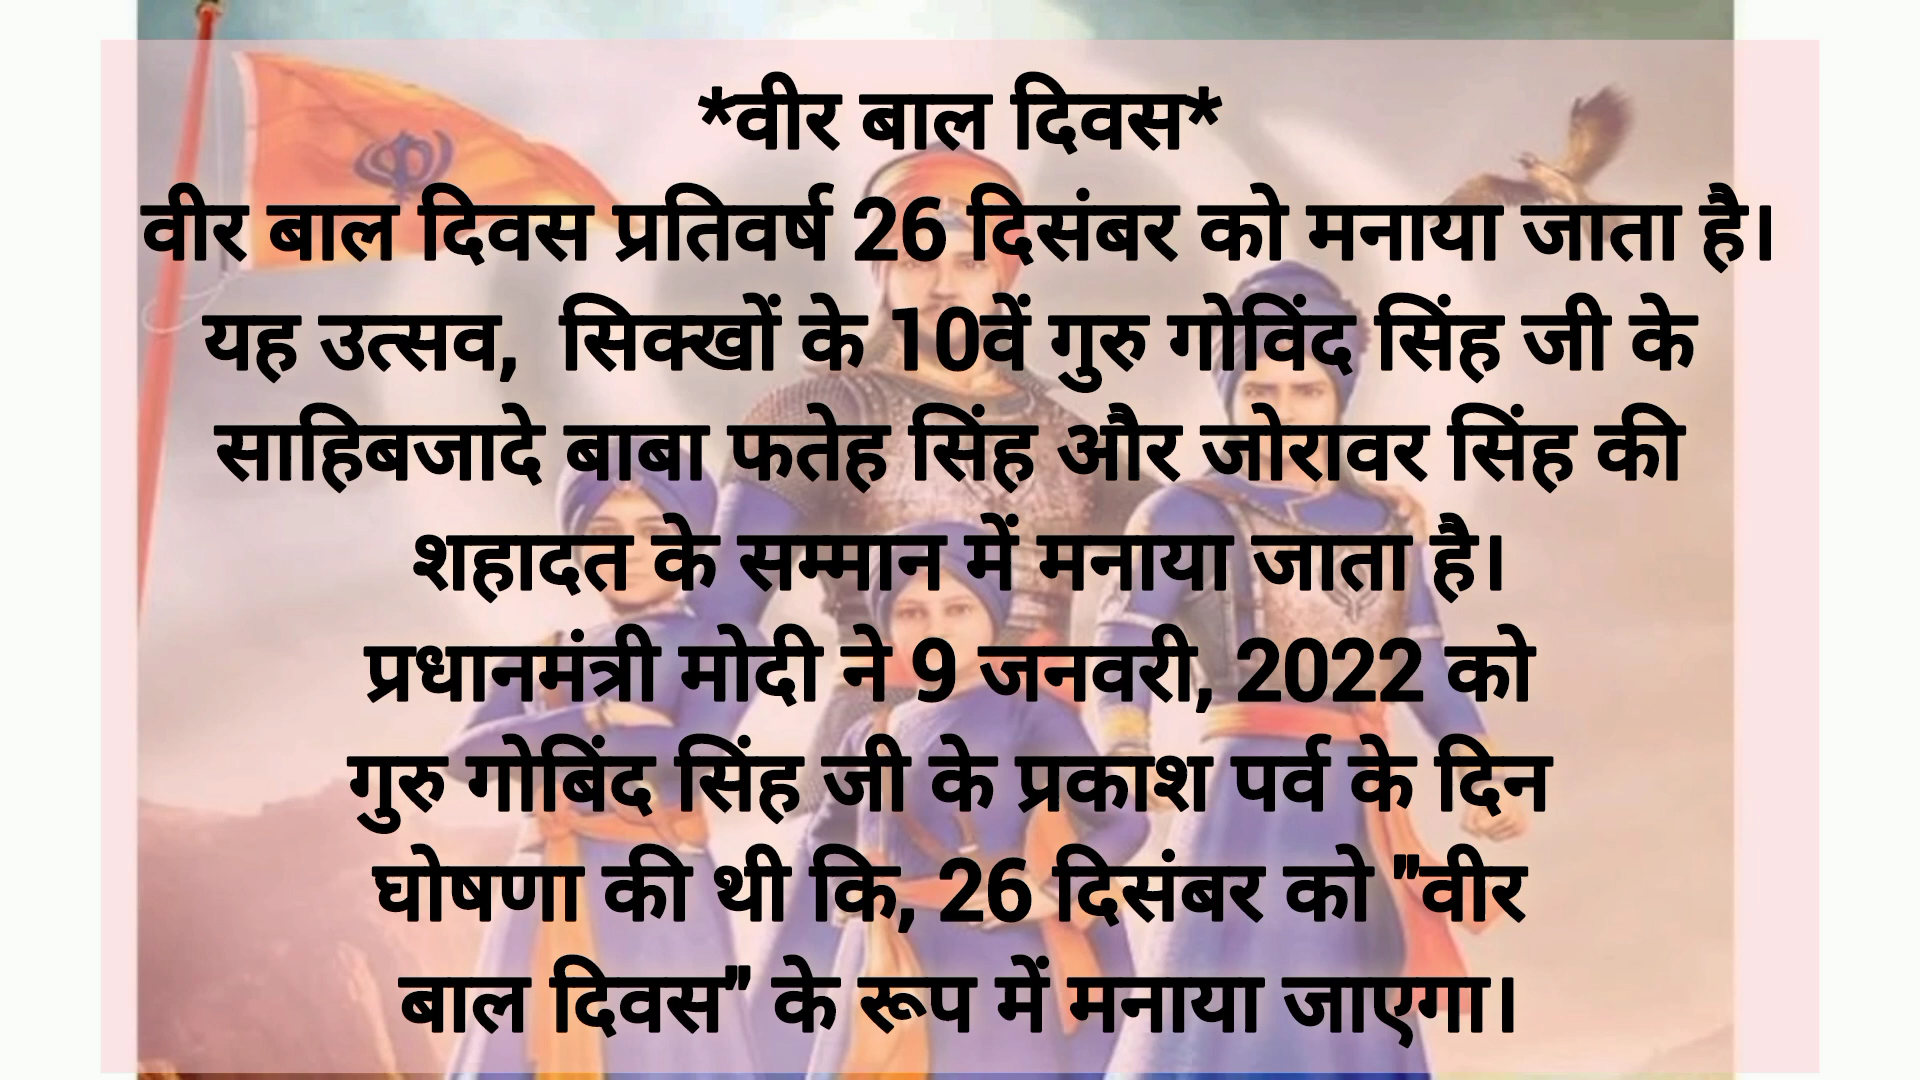 *वीर बाल दिवस*
वीर बाल दिवस प्रतिवर्ष 26 दिसंबर को मनाया जाता है।
यह उत्सव,  सिक्खों के 10वें गुरु गोविंद सिंह जी के
साहिबजादे बाबा फतेह सिंह और जोरावर सिंह की
शहादत के सम्मान में मनाया जाता है।
प्रधानमंत्री मोदी ने 9 जनवरी, 2022 को
गुरु गोबिंद सिंह जी के प्रकाश पर्व के दिन
घोषणा की थी कि, 26 दिसंबर को "वीर
बाल दिवस" के रूप में मनाया जाएगा।